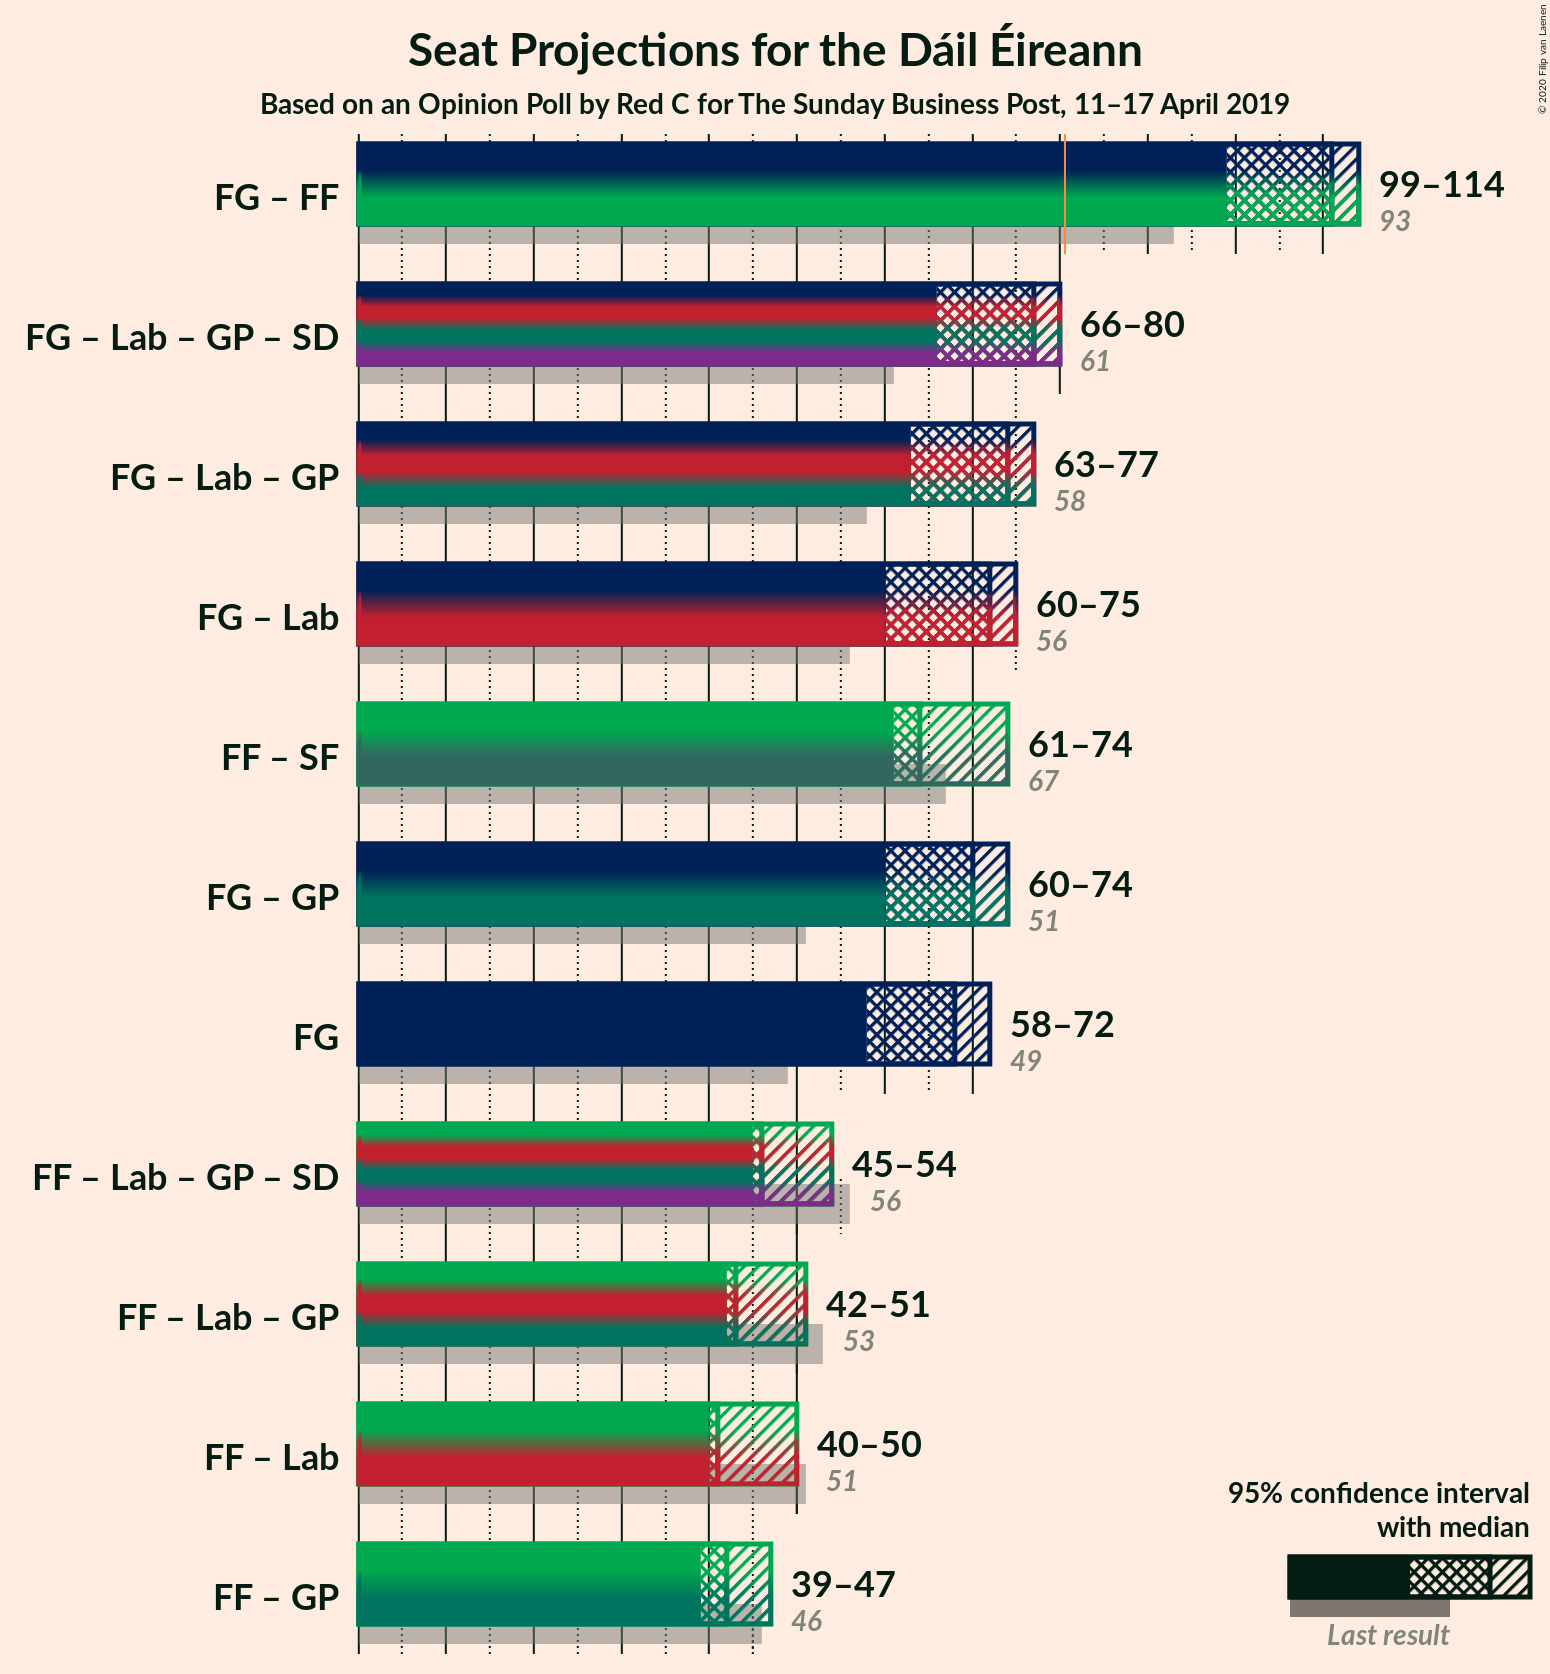 Seat Projections for the Dáil Éireann
Based on an Opinion Poll by Red C for The Sunday Business Post, 11–17 April 2019
© 2020 Filip van Laenen
FG – FF
99–114
93
FG – Lab – GP – SD
66–80
61
FG – Lab – GP
63–77
58
FG – Lab
60–75
56
FF – SF
61–74
67
FG – GP
60–74
51
FG
58–72
49
FF – Lab – GP – SD
45–54
56
FF – Lab – GP
42–51
53
FF – Lab
40–50
51
FF – GP
39–47
46
95% confidence interval
with median
Last result